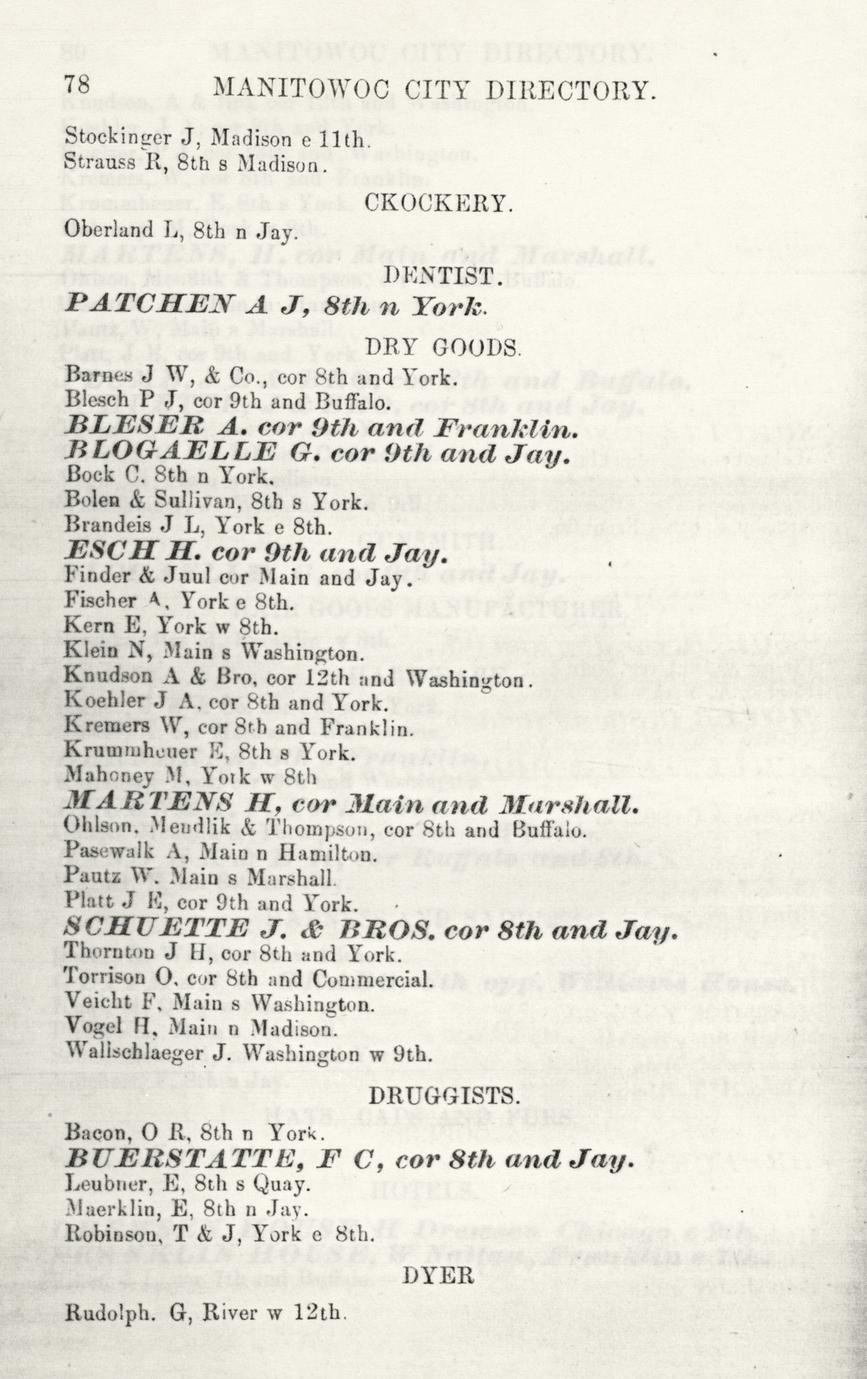 78 MANITOWOC CITY DIRECTORY.
Stockinger J, Madison e 11th.
Strauss R, 8th s Madison.
CKOCKERY.
Oberland L, 8th n Jay.
DENTIST.
PATCHEN A J, 8th n York.
DRY GOODS.
Barnes J W, & Co., cor 8th and York.
Blesch P J, cor 9th and Buffalo.
BLESER A. cor 9th and Franklin.
BLOGAELLE G. cor 9th and Jay.
Bock C. 8th n York.
Bolen & Sullivan, 8th s York.
Brandeis J L, York e 8th.
ESCH H. cor 9th and Jay.
Finder & Juul cor Main and Jay.
Fischer A, York e 8th.
Kern E, York w 8th.
Klein N, Main s Washington.
Knudson A & Bro, cor 12th and Washington.
Koehler J A, cor 8th and York.
Kremers W, cor 8th and Franklin.
Krummheuer E, 8th s York.
Mahoney M, York w 8th
MARTENS H, cor Main and Marshall.
Ohlson, Mendlik & Thompson, cor 8th and Buffalo.
Pasewalk A, Main n Hamilton.
Pautz W. Main s Marshall.
Platt J E, cor 9th and York.
SCHUETTE J. & BROS. cor 8th and Jay.
Thornton J H, cor 8th and York.
Torrison O, cor 8th and Commercial.
Veicht F, Main s Washington.
Vogel H, Main n Madison.
Wallschlaeger J. Washington w 9th.
DRUGGISTS.
Bacon, O R, 8th n York.
BUERSTATTE, F C, cor 8th and Jay.
Leubner, E, 8th s Quay.
Maerklin, E, 8th n Jay.
Robinson, T & J, York e 8th.
DYER
Rudolph. G, River w 12th.